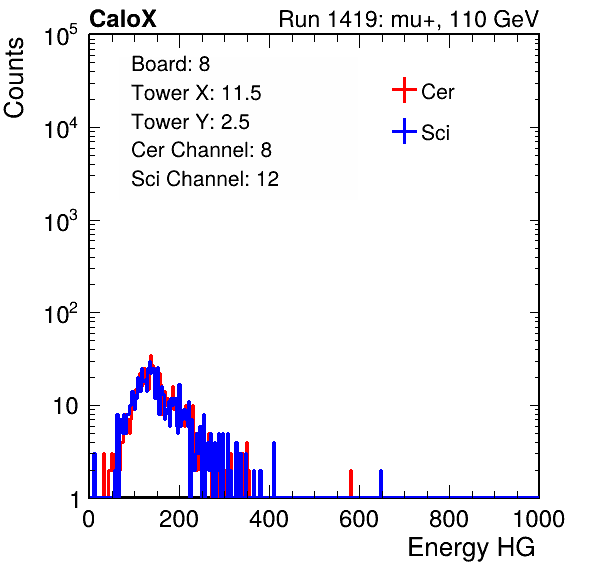 CaloX Run 1419: mu+, 110 GeV
Counts
10^5
Board: 8
Tower X: 11.5
Tower Y: 2.5
Cer Channel: 8
Sci Channel: 12
Cer
Sci
10^4
10^3
10^2
10
1
0 200 400 600 800 1000
Energy HG